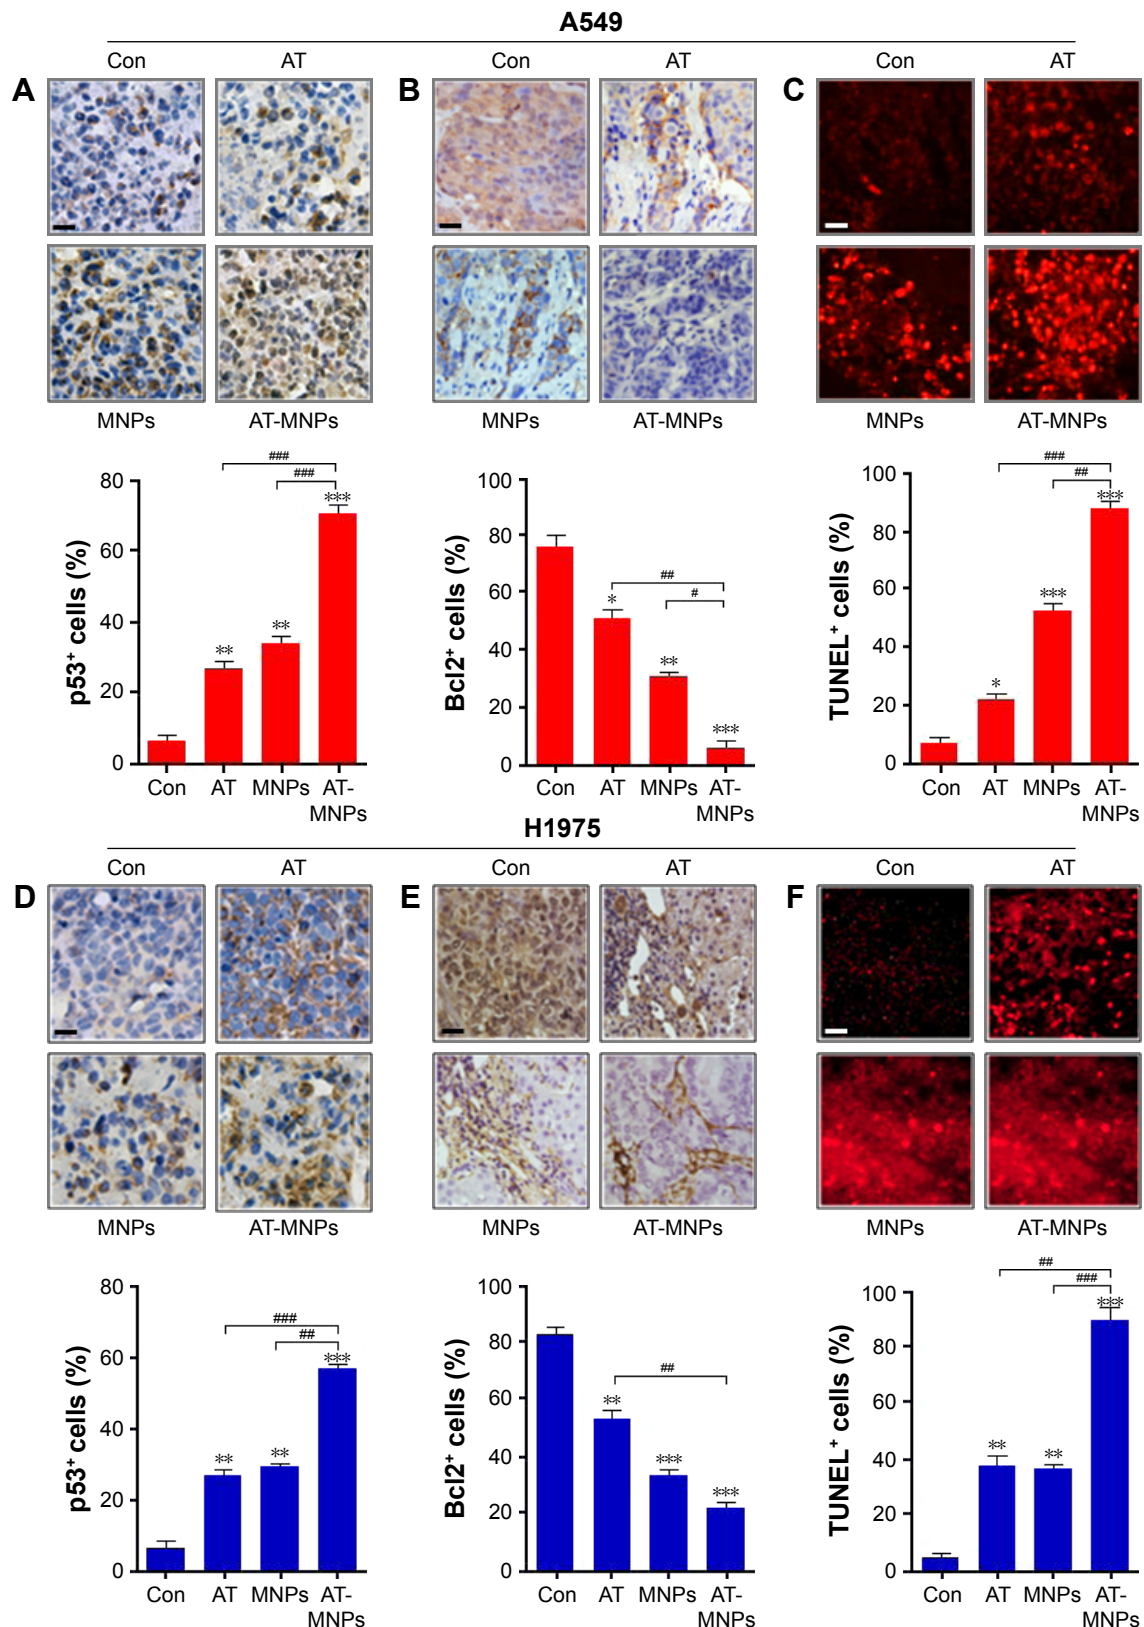 A549
Con AT Con AT Con AT
A B C
MNPs AT-MNPs MNPs AT-MNPs MNPs AT-MNPs
p53+ cells (%)
80
60
40
20
0
###
###
** ** ***
Con AT MNPs AT-
MNPs
Bcl2+ cells (%)
100
80
60
40
20
0
##
#
* ** ***
Con AT MNPs AT-
MNPs
TUNEL+ cells (%)
100
80
60
40
20
0
###
##
* *** ***
Con AT MNPs AT-
MNPs
H1975
Con AT Con AT Con AT
D E F
MNPs AT-MNPs MNPs AT-MNPs MNPs AT-MNPs
p53+ cells (%)
80
60
40
20
0
###
##
** ** ***
Con AT MNPs AT-
MNPs
Bcl2+ cells (%)
100
80
60
40
20
0
##
** *** ***
Con AT MNPs AT-
MNPs
TUNEL+ cells (%)
100
80
60
40
20
0
##
###
** ** ***
Con AT MNPs AT-
MNPs